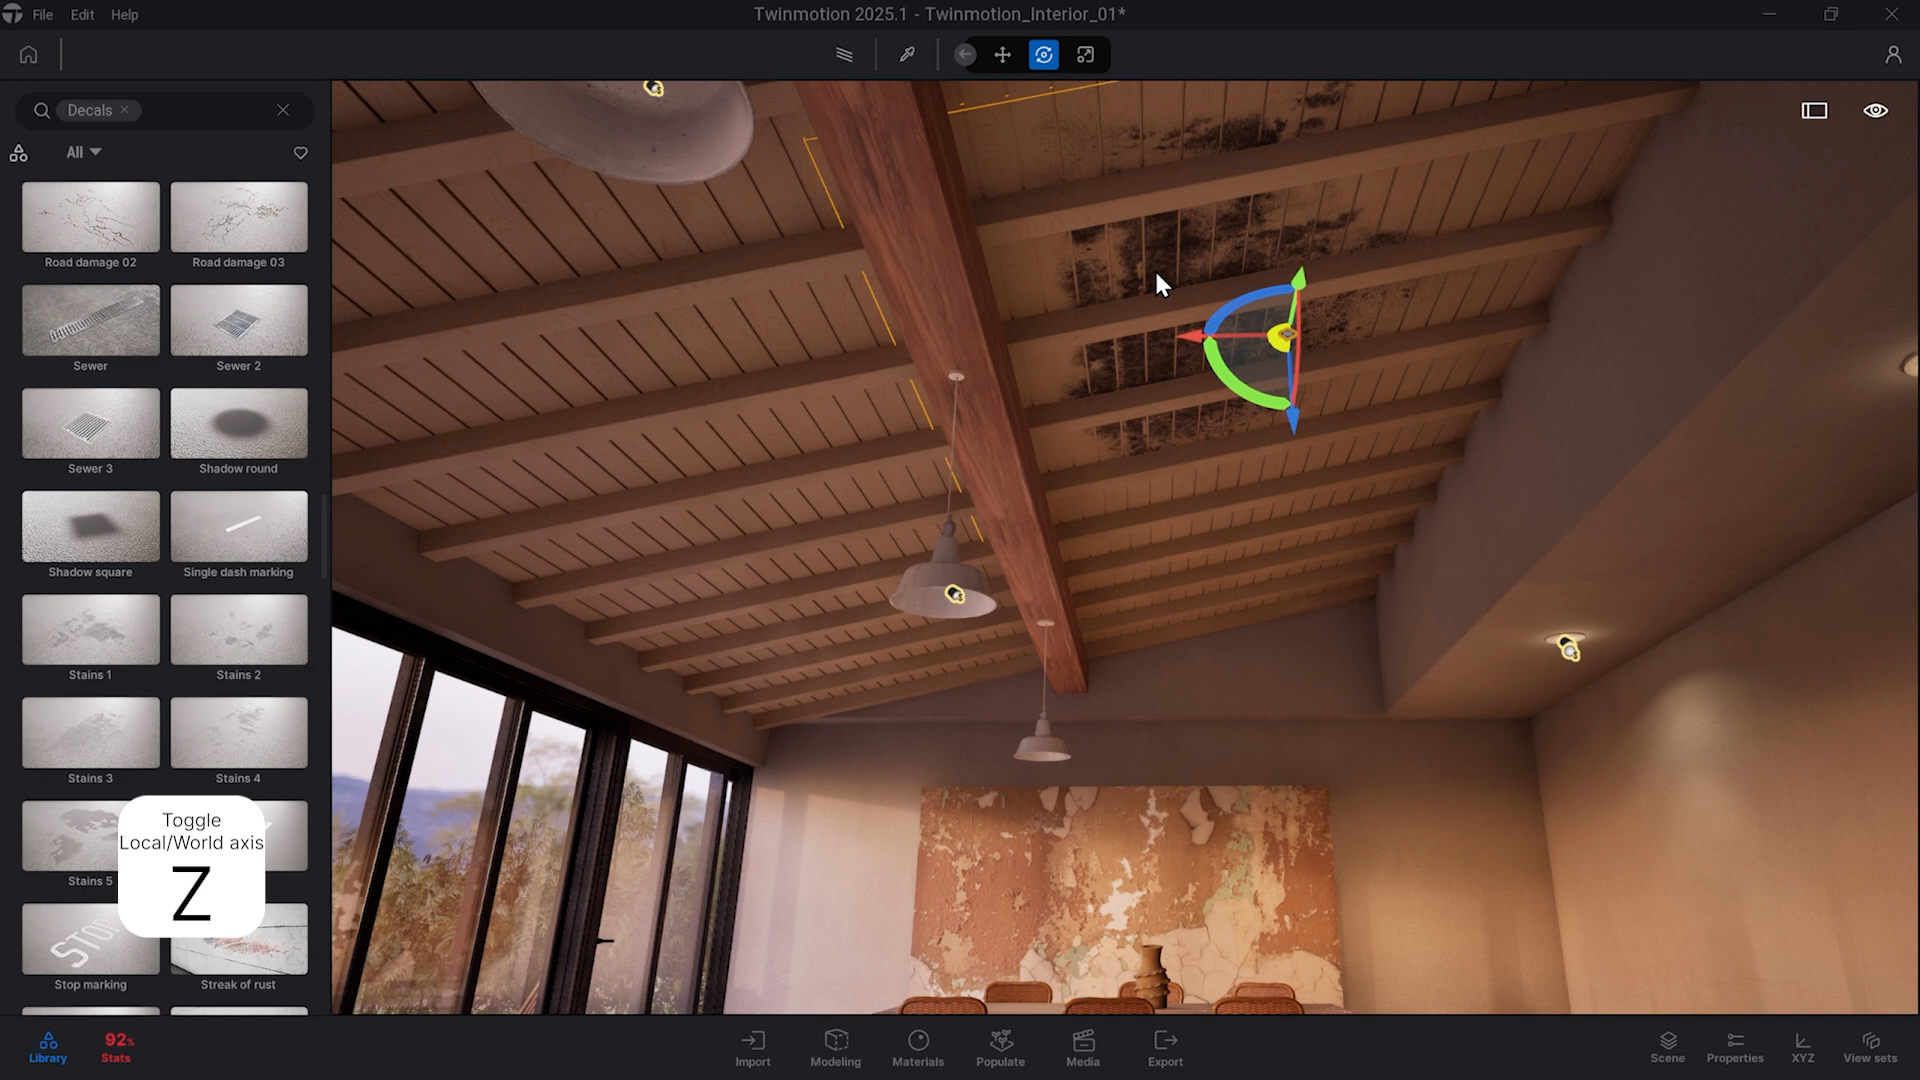 File Edit Help
Twinmotion 2025.1 - Twinmotion_Interior_01*
Decals
All
Road damage 02
Road damage 03
Sewer
Sewer 2
Sewer 3
Shadow round
Shadow square
Single dash marking
Stains 1
Stains 2
Stains 3
Stains 4
Stains 5
Toggle
Local/World axis
Z
STOP
Stop marking
Streak of rust
Library
92%
Stats
Import
Modeling
Materials
Populate
Media
Export
Scene
Properties
XYZ
View sets